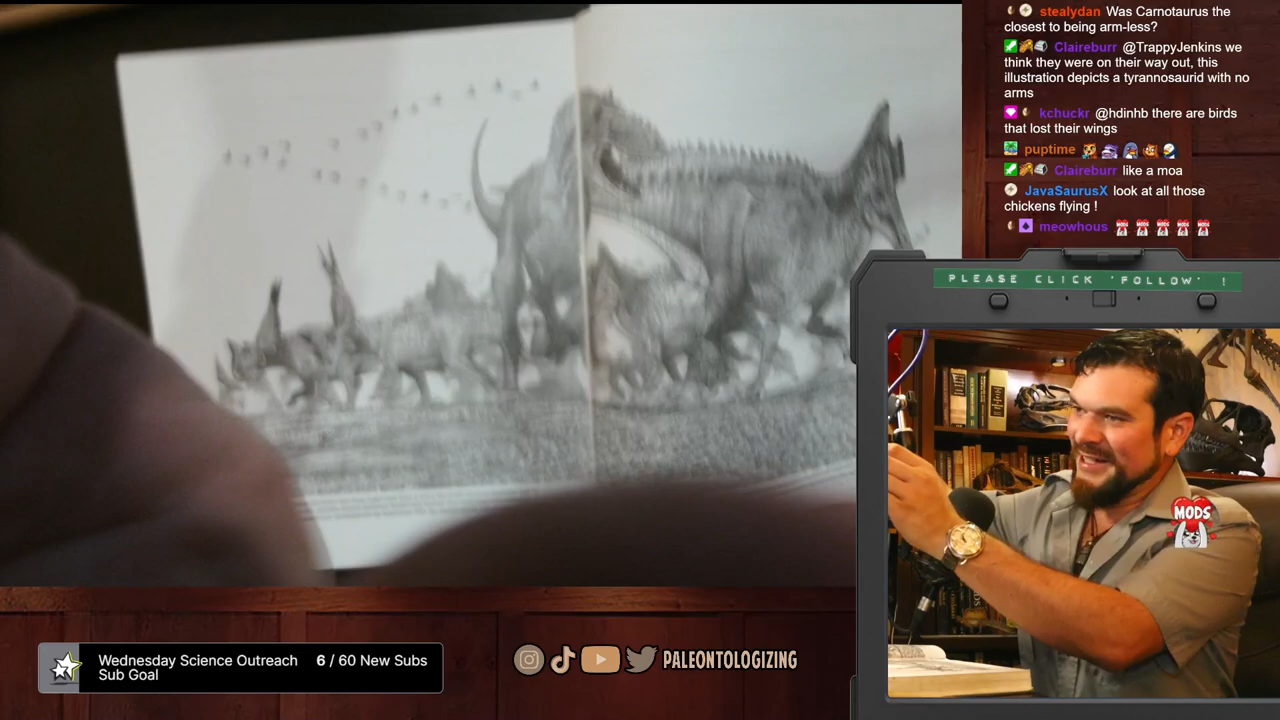 stealydan Was Carnotaurus the
closest to being arm-less?
Claireburr @TrappyJenkins we
think they were on their way out, this
illustration depicts a tyrannosaurid with no
arms
kchuckr @hdinhb there are birds
that lost their wings
puptime
Claireburr like a moa
JavaSaurusX look at all those
chickens flying !
meowhous
PLEASE CLICK 'FOLLOW' !
MODS
Wednesday Science Outreach 6 / 60 New Subs
Sub Goal
PALEONTOLOGIZING